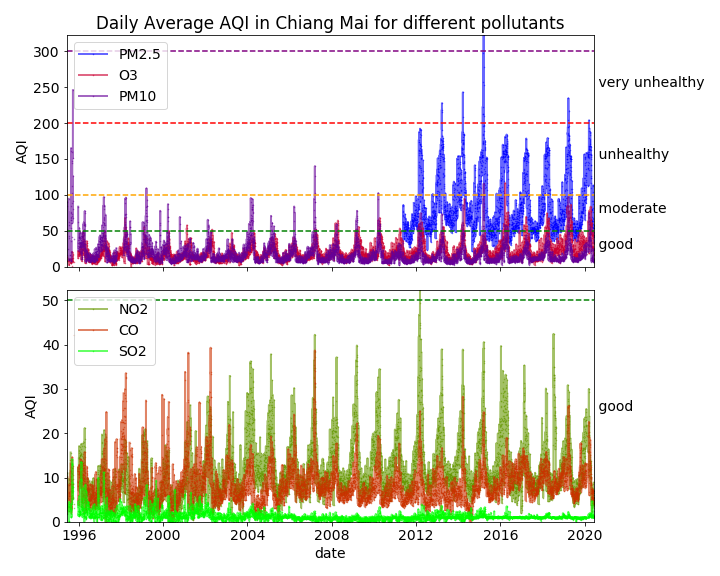 Daily Average AQI in Chiang Mai for different pollutants
300
250
200
150
100
50
0
AQI
PM2.5
O3
PM10
very unhealthy
unhealthy
moderate
good
50
40
30
20
10
0
AQI
NO2
CO
SO2
good
1996 2000 2004 2008 2012 2016 2020
date